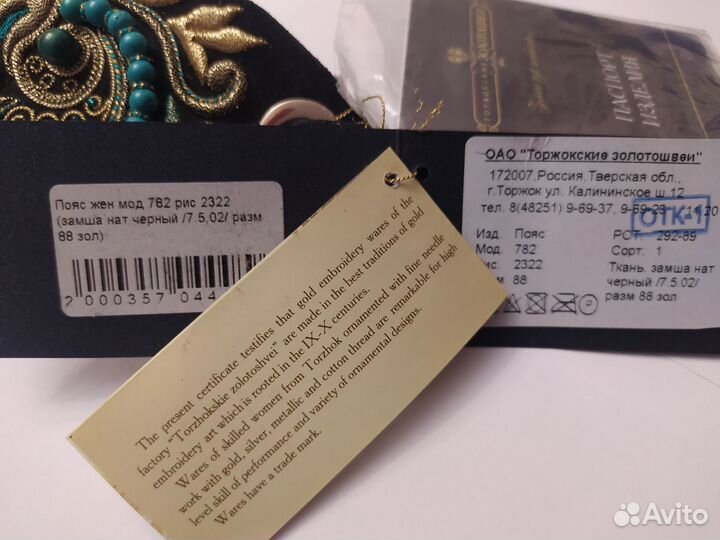 Пояс жен мод 782 рис 2322
(замша нат черный /7.5,02/ разм
88 зол)
2 000357 044
ТОРЖОКСКИЕ ЗОЛОТОШВЕИ
ПАСПОРТ
ИЗДЕЛИЯ
ОАО "Торжокские золотошвеи"
172007,Россия,Тверская обл.,
г.Торжок ул. Калининское ш.12
тел. 8(48251) 9-69-37, 9-69-23
ОТК-1
Изд. Пояс РСТ. 292-89
Мод. 782 Сорт. 1
Рис. 2322 Ткань. замша нат
88 черный /7.5.02/
разм 88 зол
The present certificate testifies that gold embroidery wares of the
factory "Torzhokskie zolotoshvei" are made in the best traditions of gold
embroidery art which is rooted in the IX-X centuries.
Wares of skilled women from Torzhok ornamented with fine needle
work with gold, silver, metallic and cotton thread are remarkable for high
level skill of performance and variety of ornamental designs.
Wares have a trade mark.
Avito